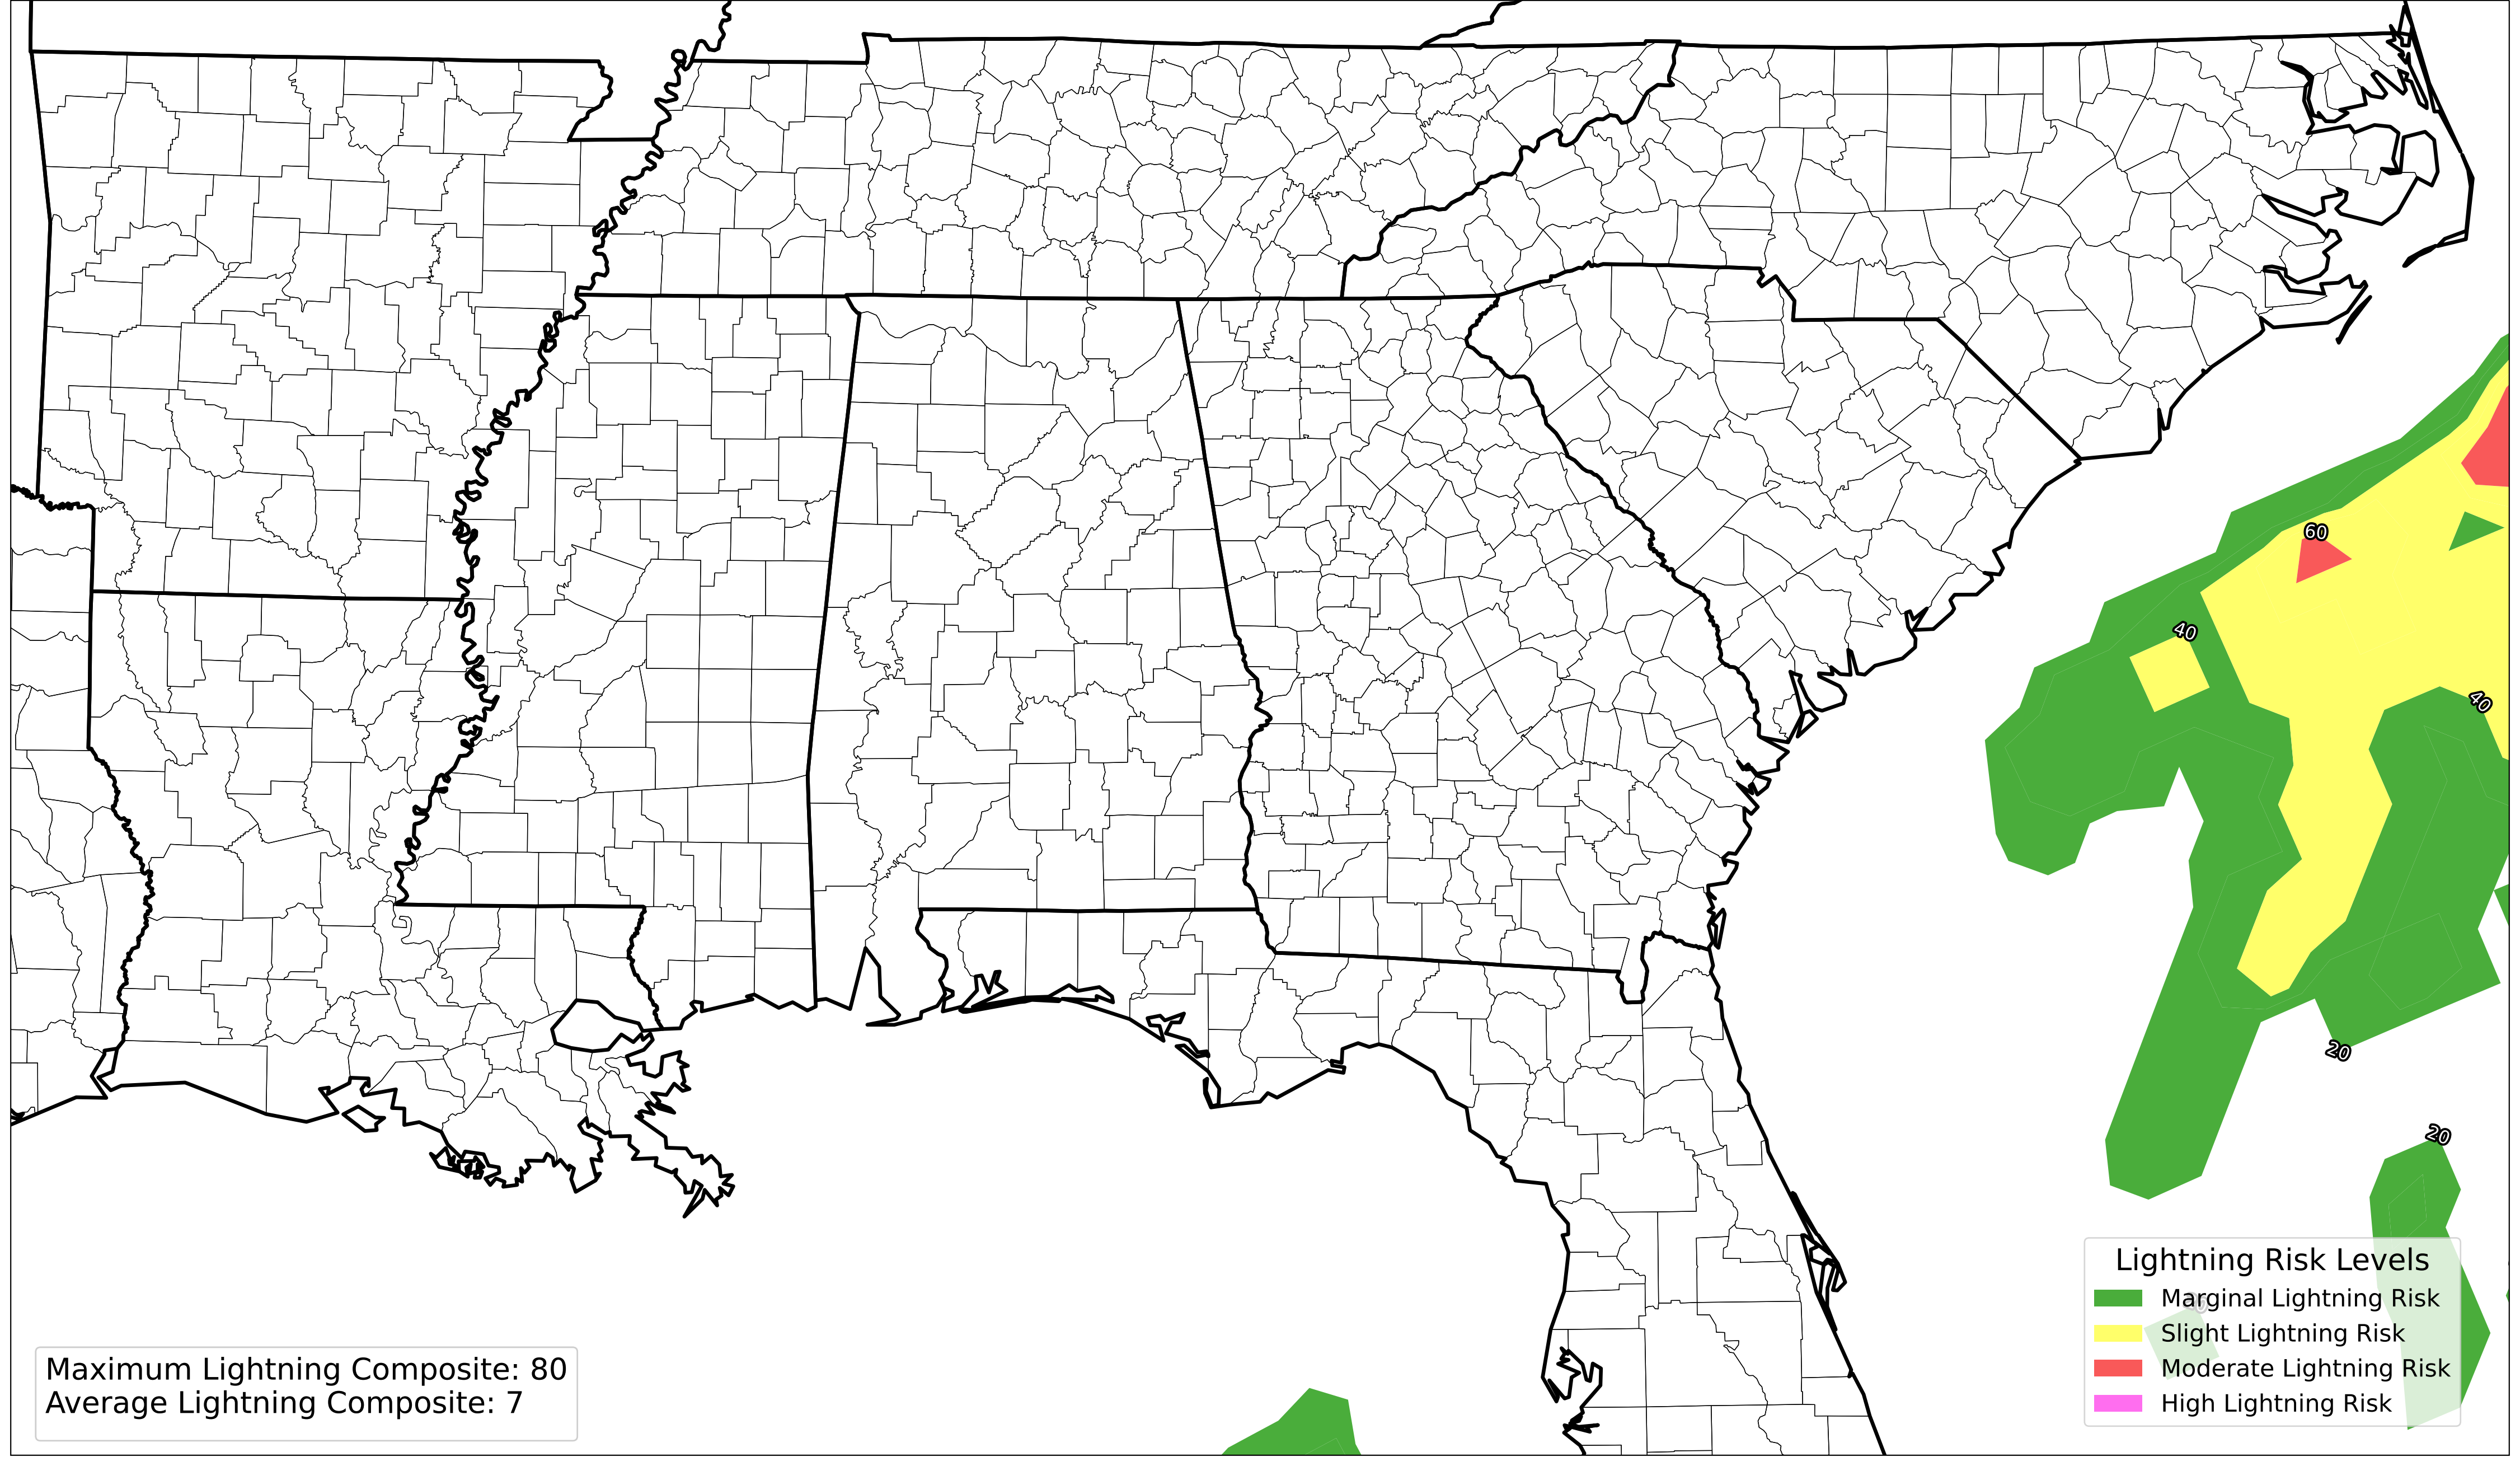 60
40
40
20
20
Lightning Risk Levels
Marginal Lightning Risk
Slight Lightning Risk
Moderate Lightning Risk
High Lightning Risk
Maximum Lightning Composite: 80
Average Lightning Composite: 7